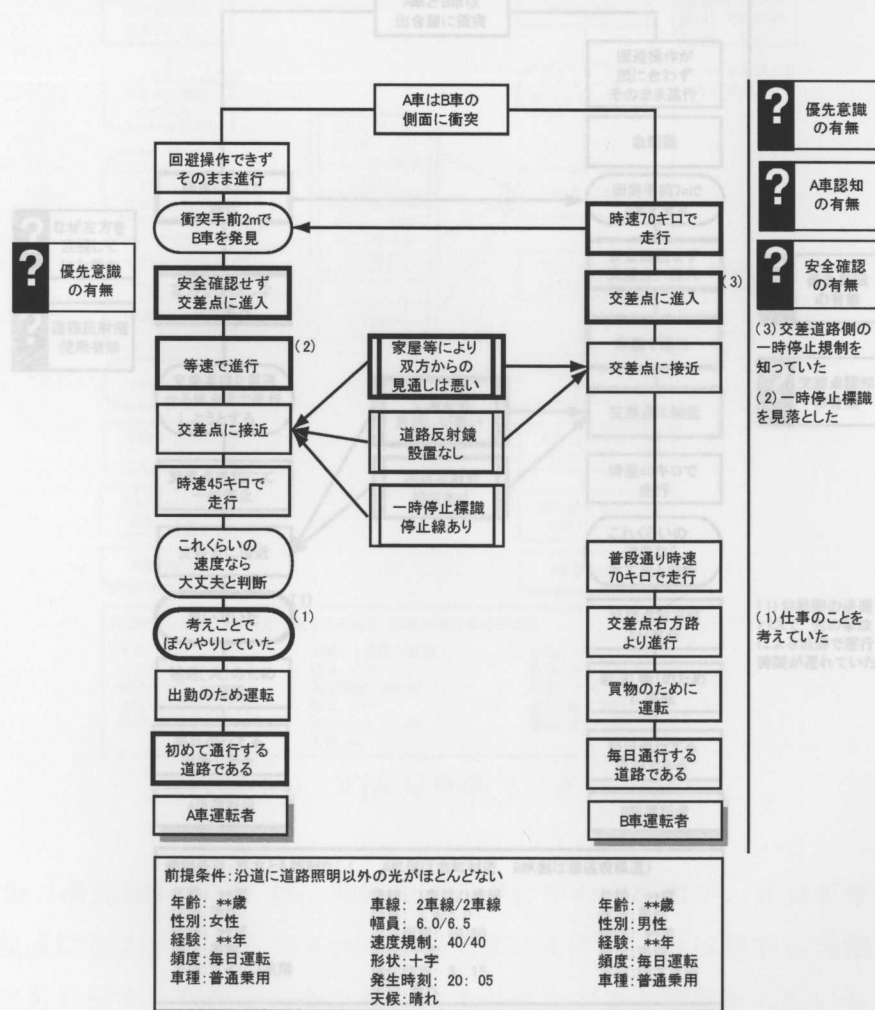 A車はB車の
側面に衝突
回避操作できず
そのまま進行
衝突手前2mで
B車を発見
安全確認せず
交差点に進入
等速で進行
(2)
交差点に接近
時速45キロで
走行
これくらいの
速度なら
大丈夫と判断
考えごとで
ぼんやりしていた
(1)
出勤のため運転
初めて通行する
道路である
A車運転者
?
優先意識
の有無
家屋等により
双方からの
見通しは悪い
道路反射鏡
設置なし
一時停止標識
停止線あり
時速70キロで
走行
交差点に進入
(3)
交差点に接近
普段通り時速
70キロで走行
交差点右方路
より進行
買物のために
運転
毎日通行する
道路である
B車運転者
?
優先意識
の有無
?
A車認知
の有無
?
安全確認
の有無
(3)交差道路側の
一時停止規制を
知っていた
(2)一時停止標識
を見落とした
(1)仕事のことを
考えていた
前提条件:沿道に道路照明以外の光がほとんどない
年齢: **歳
性別:女性
経験: **年
頻度:毎日運転
車種:普通乗用
車線: 2車線/2車線
幅員: 6.0/6.5
速度規制: 40/40
形状:十字
発生時刻: 20: 05
天候:晴れ
年齢: **歳
性別:男性
経験: **年
頻度:毎日運転
車種:普通乗用